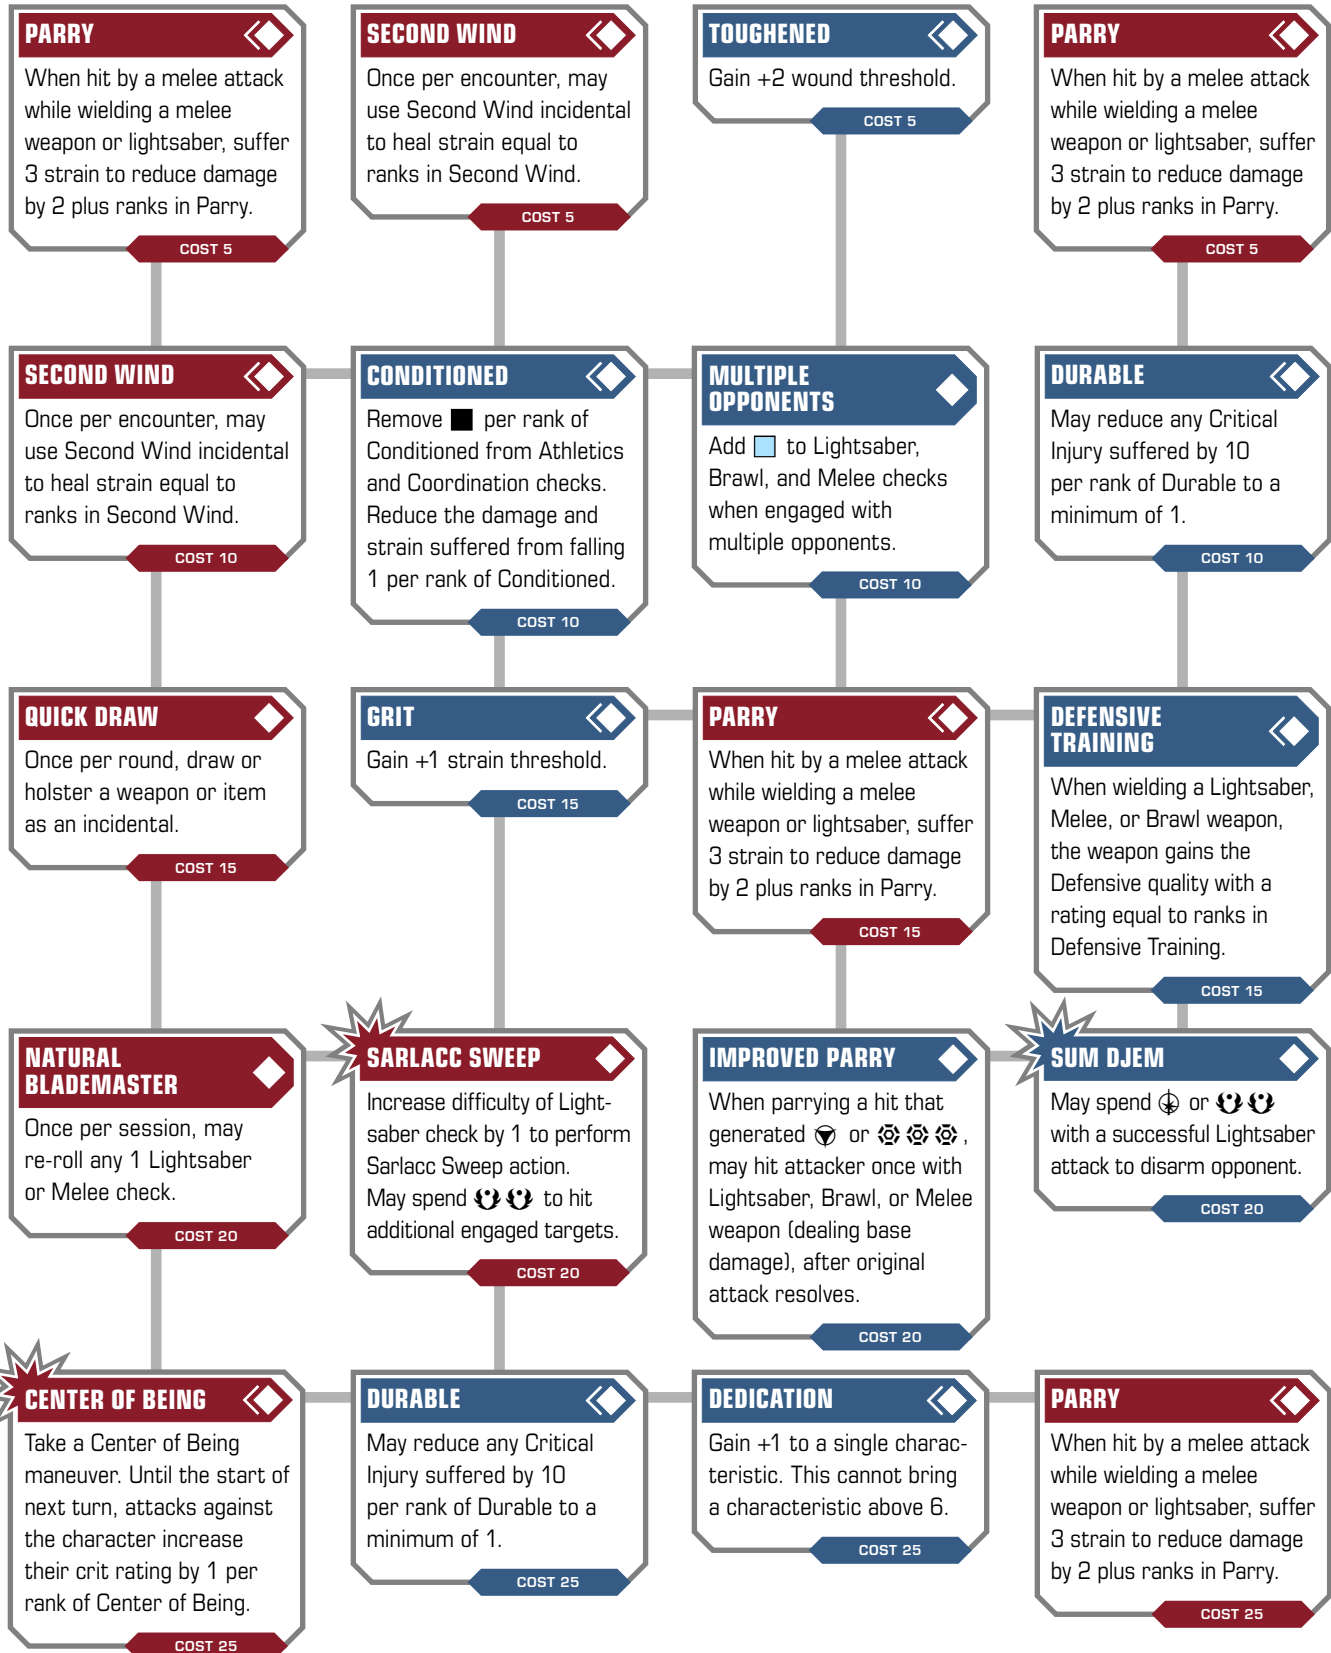 PARRY
When hit by a melee attack
while wielding a melee
weapon or lightsaber, suffer
3 strain to reduce damage
by 2 plus ranks in Parry.
COST 5
SECOND WIND
Once per encounter, may
use Second Wind incidental
to heal strain equal to
ranks in Second Wind.
COST 5
TOUGHENED
Gain +2 wound threshold.
COST 5
PARRY
When hit by a melee attack
while wielding a melee
weapon or lightsaber, suffer
3 strain to reduce damage
by 2 plus ranks in Parry.
COST 5
SECOND WIND
Once per encounter, may
use Second Wind incidental
to heal strain equal to
ranks in Second Wind.
COST 10
CONDITIONED
Remove per rank of
Conditioned from Athletics
and Coordination checks.
Reduce the damage and
strain suffered from falling
1 per rank of Conditioned.
COST 10
MULTIPLE
OPPONENTS
Add to Lightsaber,
Brawl, and Melee checks
when engaged with
multiple opponents.
COST 10
DURABLE
May reduce any Critical
Injury suffered by 10
per rank of Durable to a
minimum of 1.
COST 10
QUICK DRAW
Once per round, draw or
holster a weapon or item
as an incidental.
COST 15
GRIT
Gain +1 strain threshold.
COST 15
PARRY
When hit by a melee attack
while wielding a melee
weapon or lightsaber, suffer
3 strain to reduce damage
by 2 plus ranks in Parry.
COST 15
DEFENSIVE
TRAINING
When wielding a Lightsaber,
Melee, or Brawl weapon,
the weapon gains the
Defensive quality with a
rating equal to ranks in
Defensive Training.
COST 15
NATURAL
BLADEMASTER
Once per session, may
re-roll any 1 Lightsaber
or Melee check.
COST 20
SARLACC SWEEP
Increase difficulty of Light-
saber check by 1 to perform
Sarlacc Sweep action.
May spend to hit
additional engaged targets.
COST 20
IMPROVED PARRY
When parrying a hit that
generated or ,
may hit attacker once with
Lightsaber, Brawl, or Melee
weapon (dealing base
damage), after original
attack resolves.
COST 20
SUM DJEM
May spend or
with a successful Lightsaber
attack to disarm opponent.
COST 20
CENTER OF BEING
Take a Center of Being
maneuver. Until the start of
next turn, attacks against
the character increase
their crit rating by 1 per
rank of Center of Being.
COST 25
DURABLE
May reduce any Critical
Injury suffered by 10
per rank of Durable to a
minimum of 1.
COST 25
DEDICATION
Gain +1 to a single charac-
teristic. This cannot bring
a characteristic above 6.
COST 25
PARRY
When hit by a melee attack
while wielding a melee
weapon or lightsaber, suffer
3 strain to reduce damage
by 2 plus ranks in Parry.
COST 25